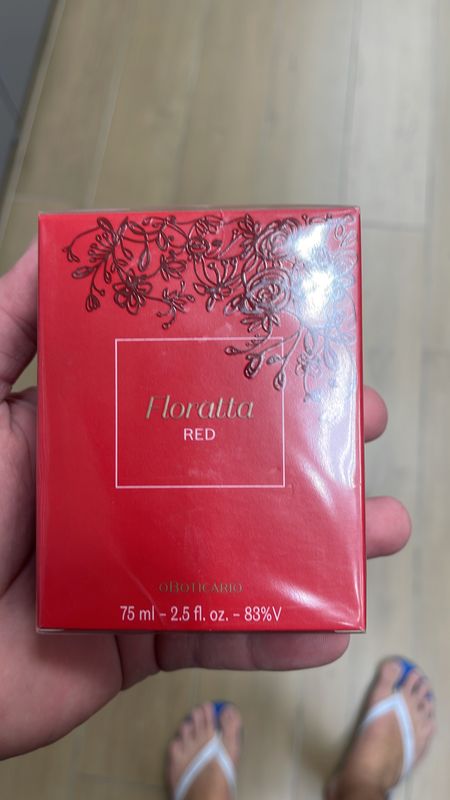 Floratta
RED
oBOTICÁRIO
75 ml – 2.5 fl. oz. – 83%V